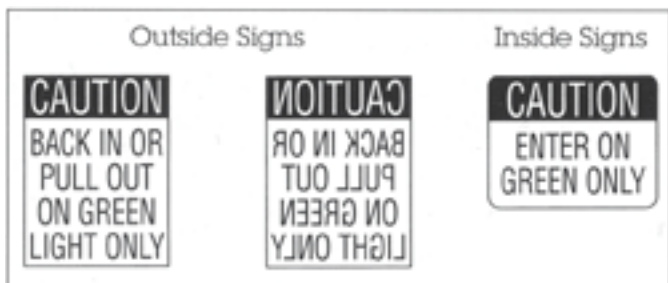 Outside Signs
Inside Signs
CAUTION
BACK IN OR
PULL OUT
ON GREEN
LIGHT ONLY
CAUTION
BACK IN OR
PULL OUT
ON GREEN
LIGHT ONLY
CAUTION
ENTER ON
GREEN ONLY